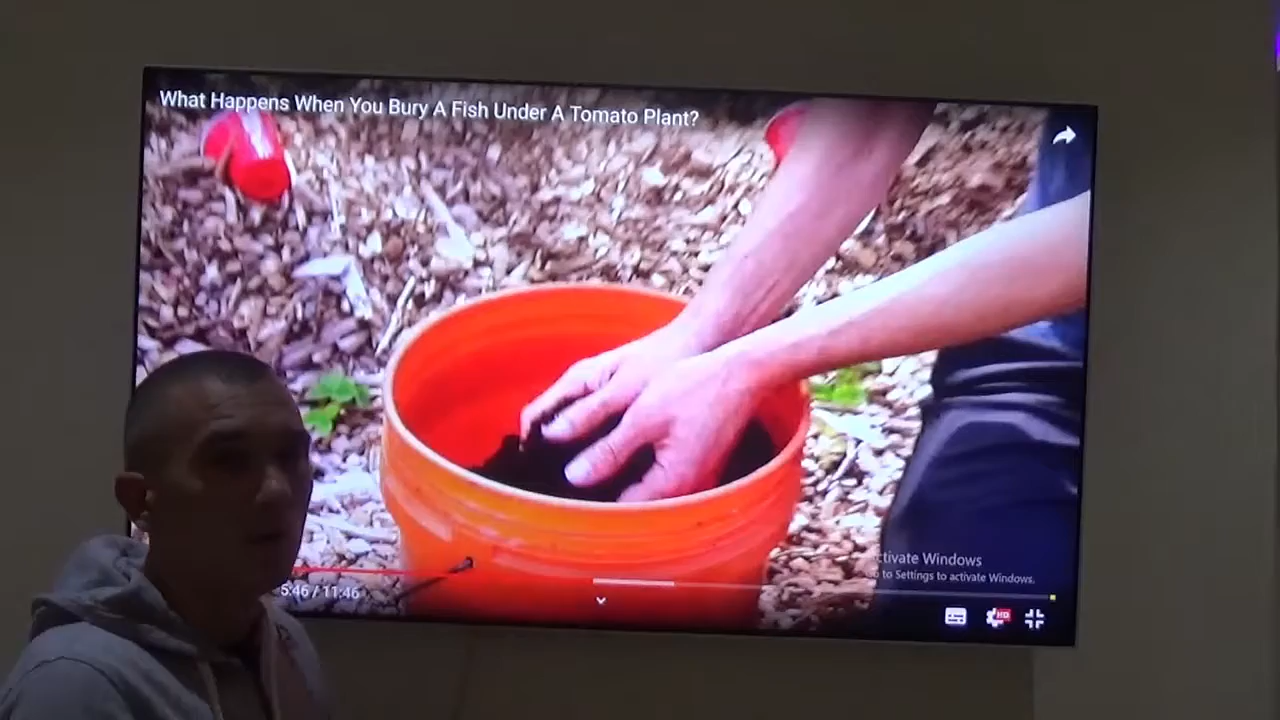 What Happens When You Bury A Fish Under A Tomato Plant?
ctivate Windows
to Settings to activate Windows.
5:46 / 11:46
HD